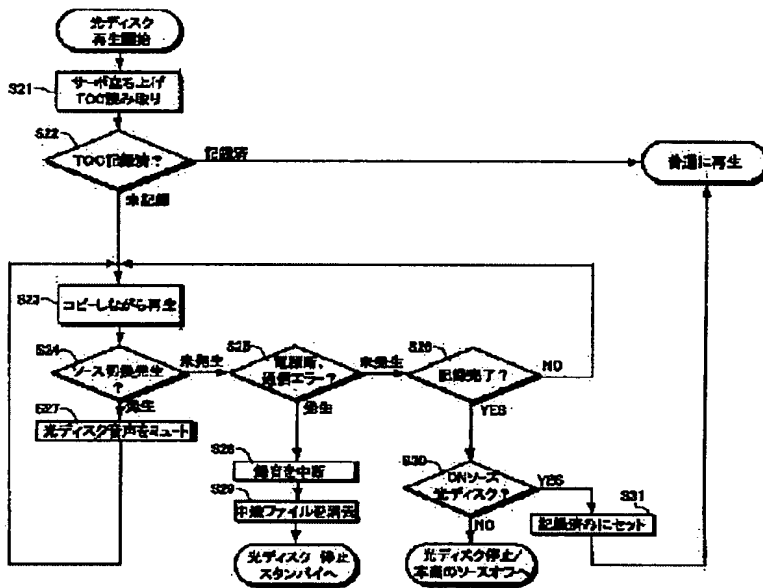 光ディスク
再生開始
S21
サーボ立ち上げ
TOC読み取り
S22
TOC記録済?
記録済
普通に再生
未記録
S23
コピーしながら再生
S24
ソース切換発生
?
未発生
S25
電源断、
通信エラー?
未発生
S26
記録完了?
NO
発生
S27
光ディスク音声をミュート
発生
YES
S28
録音を中断
S29
中途ファイルを消去
光ディスク 停止
スタンバイへ
S30
ONソース
光ディスク?
YES
S31
記録済みにセット
NO
光ディスク停止/
本高のソースオフへ